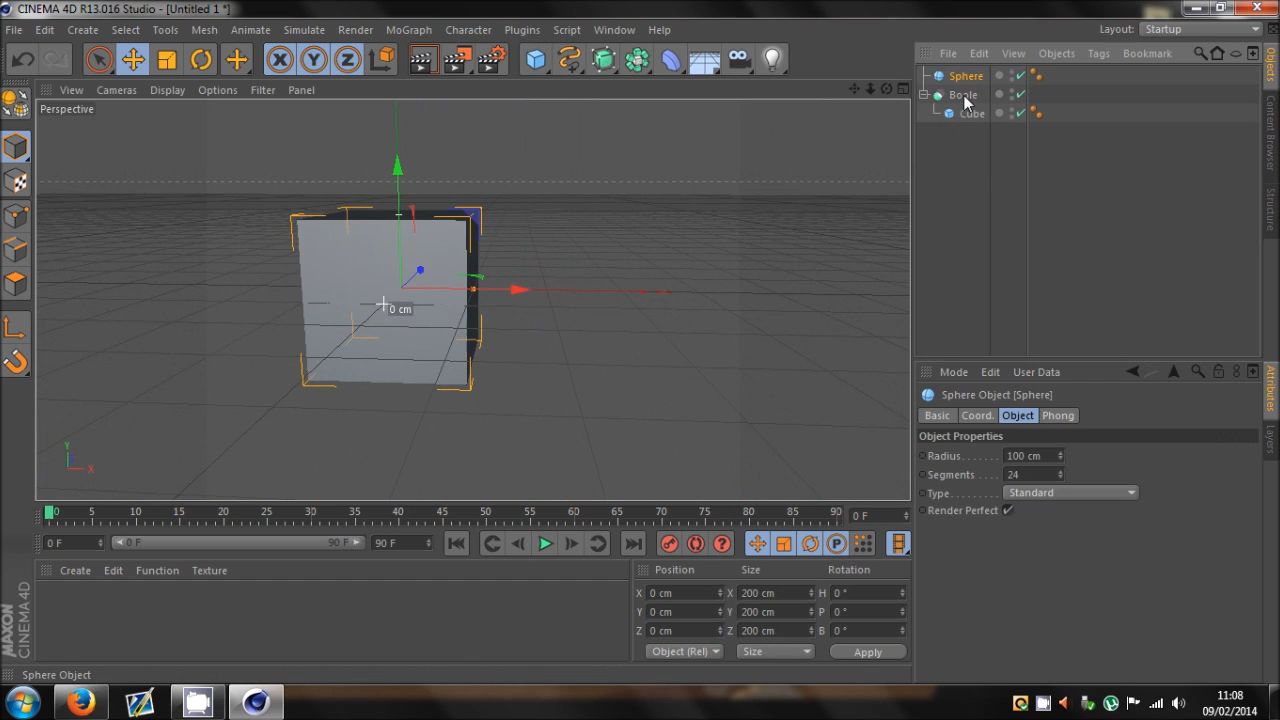 CINEMA 4D R13.016 Studio - [Untitled 1 *]
File Edit Create Select Tools Mesh Animate Simulate Render MoGraph Character Plugins Script Window Help Layout: Startup
X Y Z
File Edit View Objects Tags Bookmark
View Cameras Display Options Filter Panel
Perspective
Sphere
Boole
Cube
0 cm
Y
X
Objects
Content Browser
Structure
Attributes
Layers
Mode Edit User Data
Sphere Object [Sphere]
Basic Coord. Object Phong
Object Properties
Radius 100 cm
Segments 24
Type Standard
Render Perfect
0 5 10 15 20 25 30 35 40 45 50 55 60 65 70 75 80 85 90 0 F
0 F 0 F 90 F 90 F
P
Create Edit Function Texture
Position Size Rotation
X 0 cm X 200 cm H 0 °
Y 0 cm Y 200 cm P 0 °
Z 0 cm Z 200 cm B 0 °
Object (Rel) Size Apply
MAXON
CINEMA 4D
Sphere Object
11:08
09/02/2014